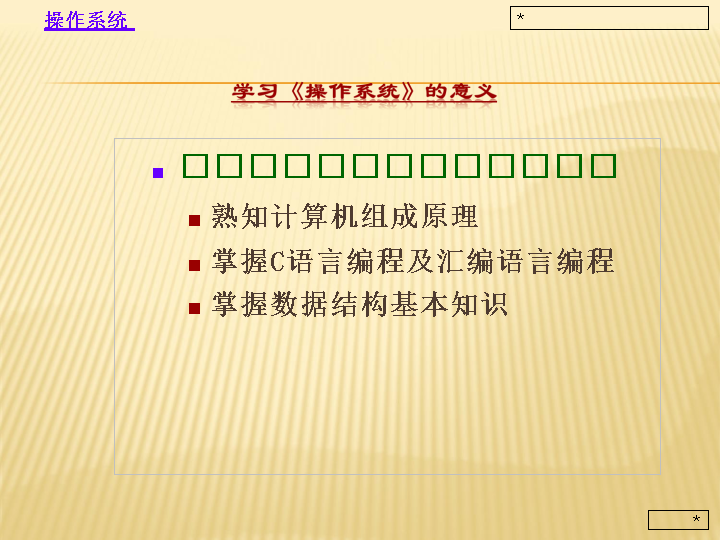 操作系统
*
学习《操作系统》的意义
熟知计算机组成原理
掌握C语言编程及汇编语言编程
掌握数据结构基本知识
*